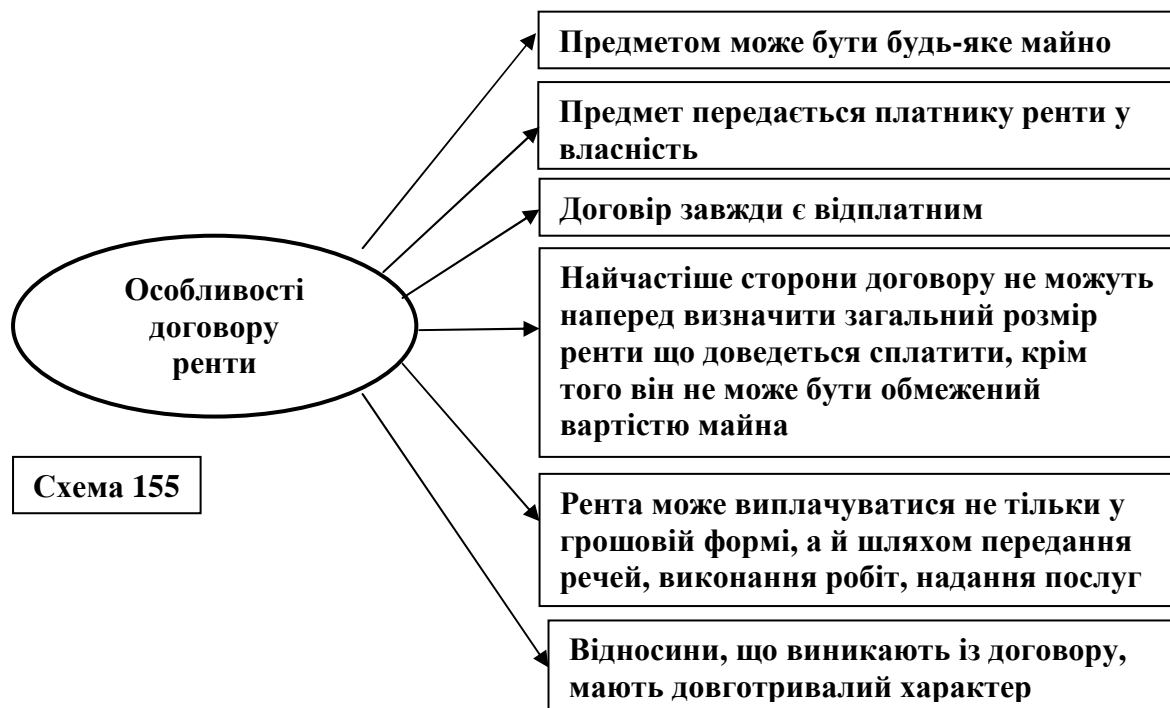 Предметом може бути будь-яке майно
Предмет передається платнику ренти у
власність
Договір завжди є відплатним
Особливості
договору
ренти
Найчастіше сторони договору не можуть
наперед визначити загальний розмір
ренти що доведеться сплатити, крім
того він не може бути обмежений
вартістю майна
Схема 155
Рента може виплачуватися не тільки у
грошовій формі, а й шляхом передання
речей, виконання робіт, надання послуг
Відносини, що виникають із договору,
мають довготривалий характер